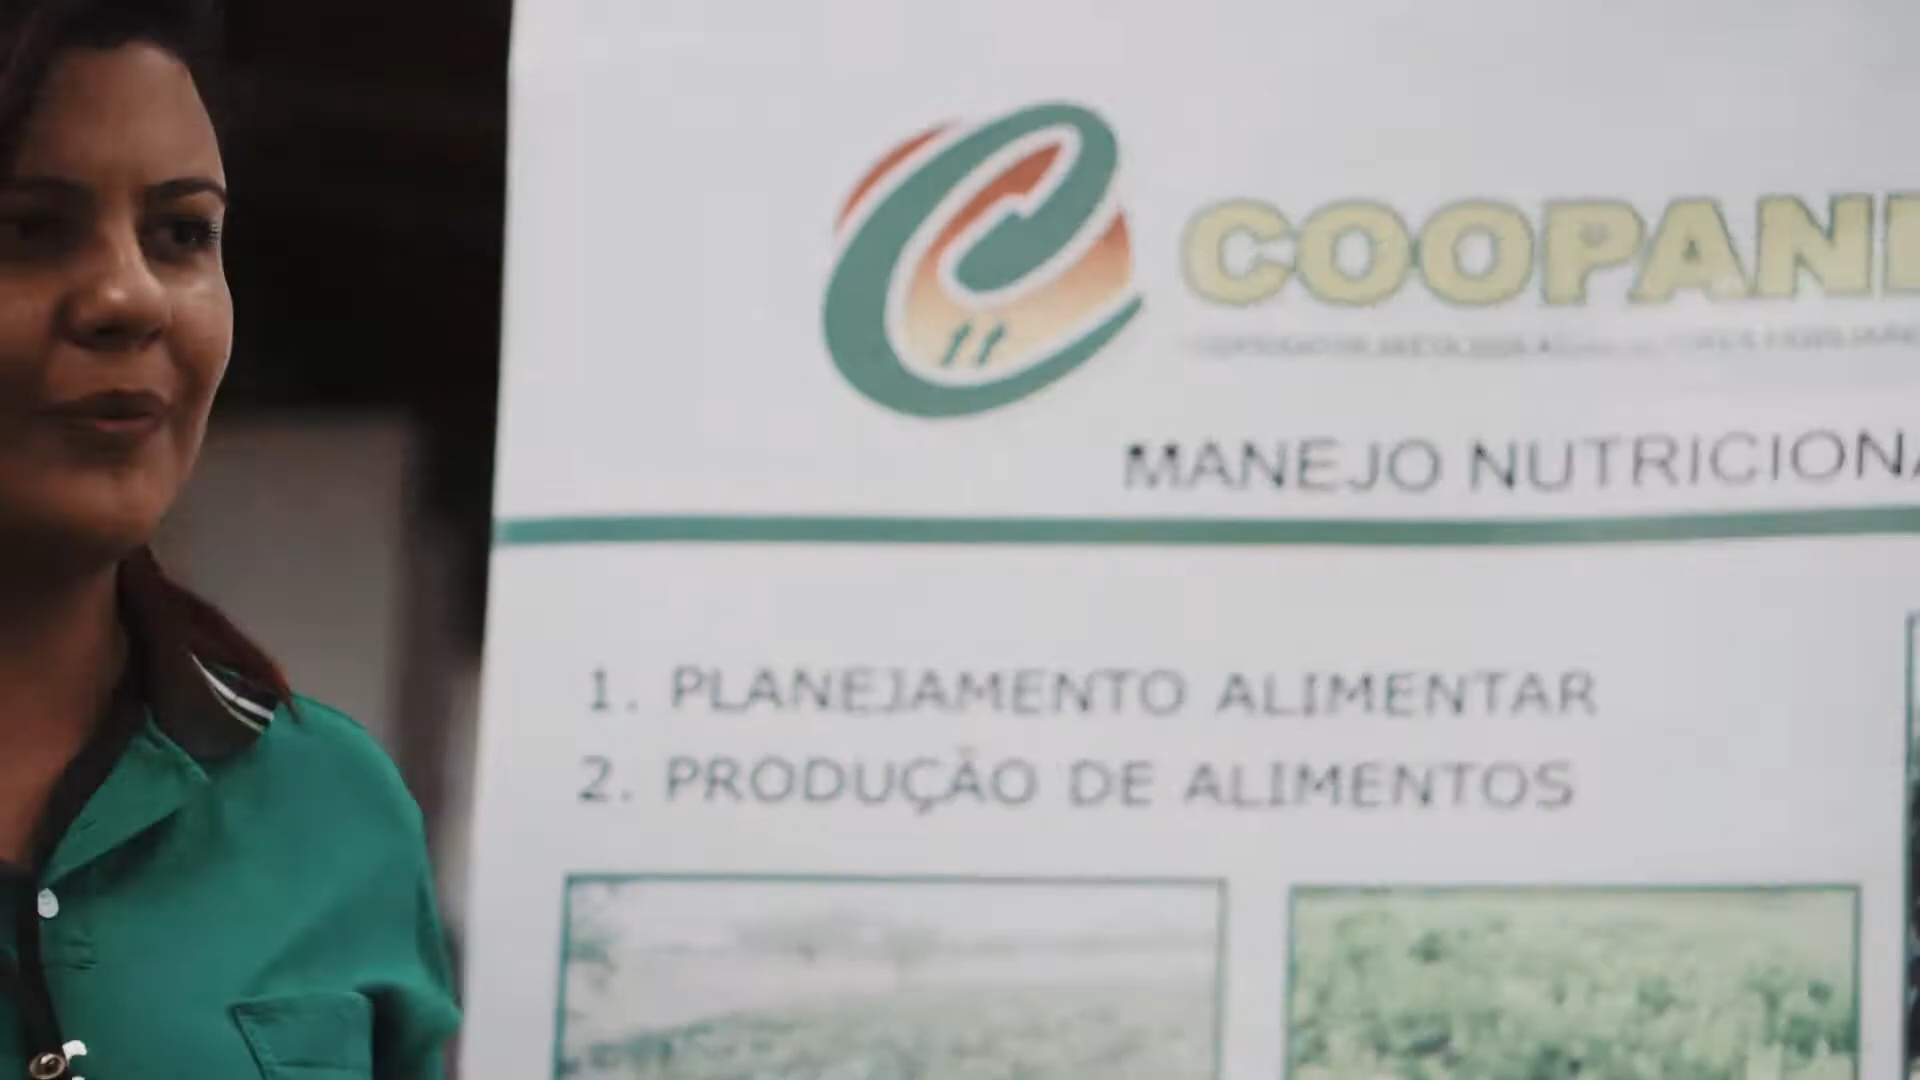 COOPAN
MANEJO NUTRICIONA
1. PLANEJAMENTO ALIMENTAR
2. PRODUÇÃO DE ALIMENTOS